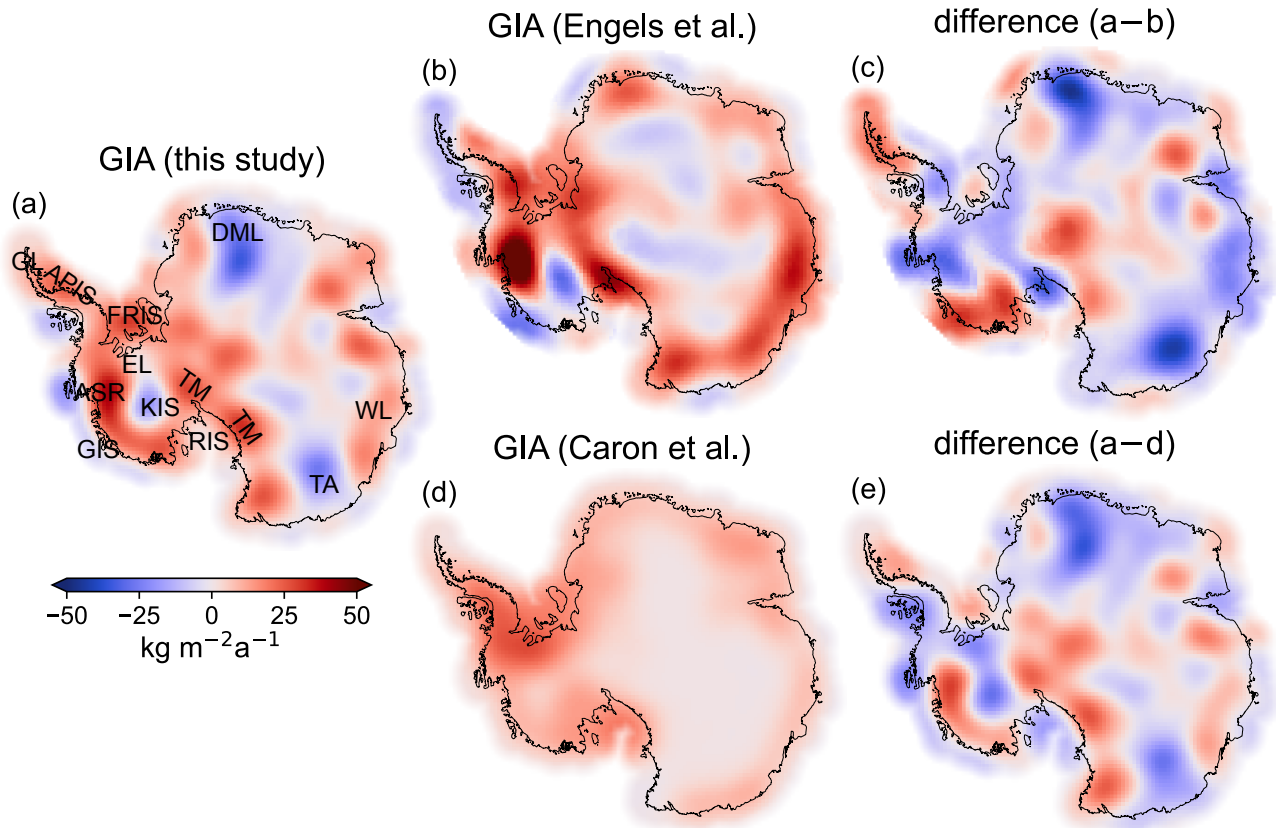 GIA (Engels et al.)
difference (a−b)
(b)
(c)
GIA (this study)
(a)
DML
GL
APIS
FRIS
EL
ASR
TM
KIS
TM
WL
GIS
RIS
TA
GIA (Caron et al.)
difference (a−d)
(d)
(e)
−50 −25 0 25 50
kg m⁻²a⁻¹